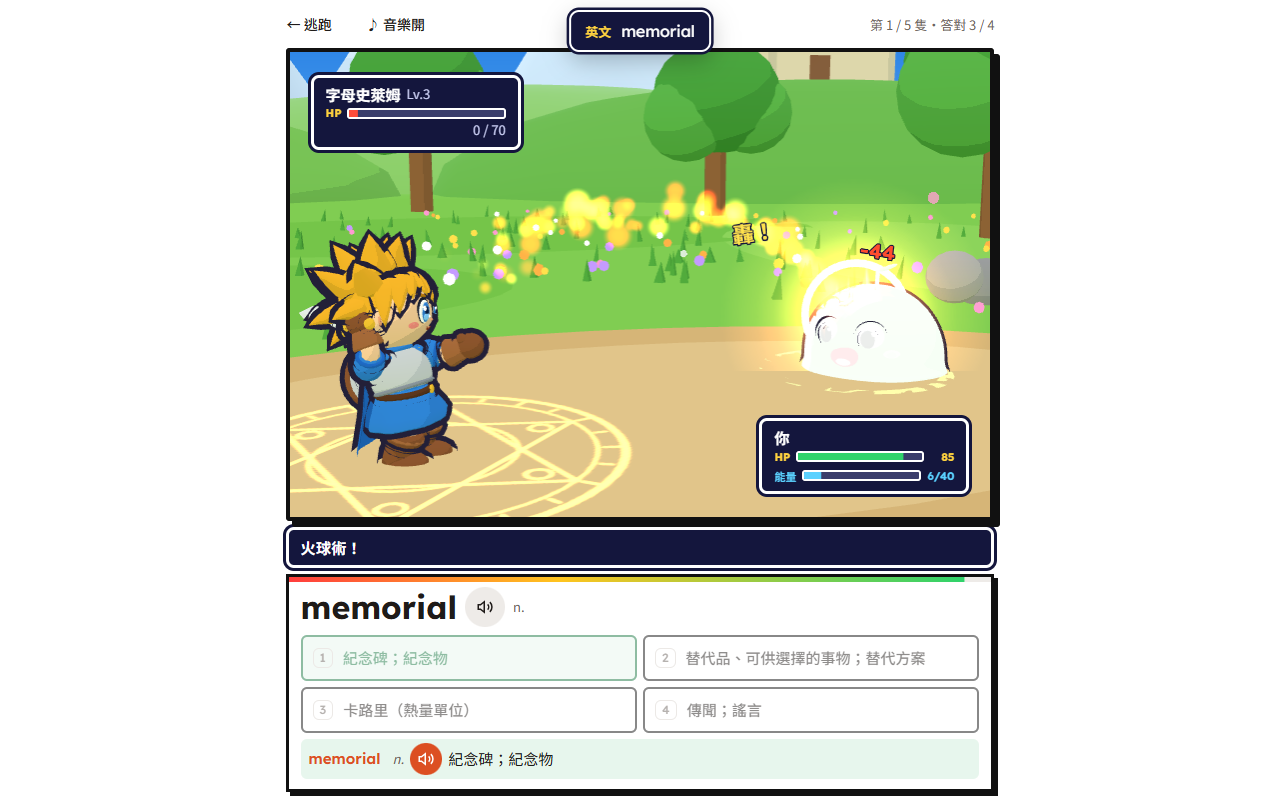 ← 逃跑
♪ 音樂開
英文 memorial
第 1 / 5 隻・答對 3 / 4
字母史萊姆 Lv.3
HP
0 / 70
轟！
-44
你
HP 85
能量 6/40
火球術！
memorial n.
1 紀念碑；紀念物
2 替代品、可供選擇的事物；替代方案
3 卡路里（熱量單位）
4 傳聞；謠言
memorial n. 紀念碑；紀念物